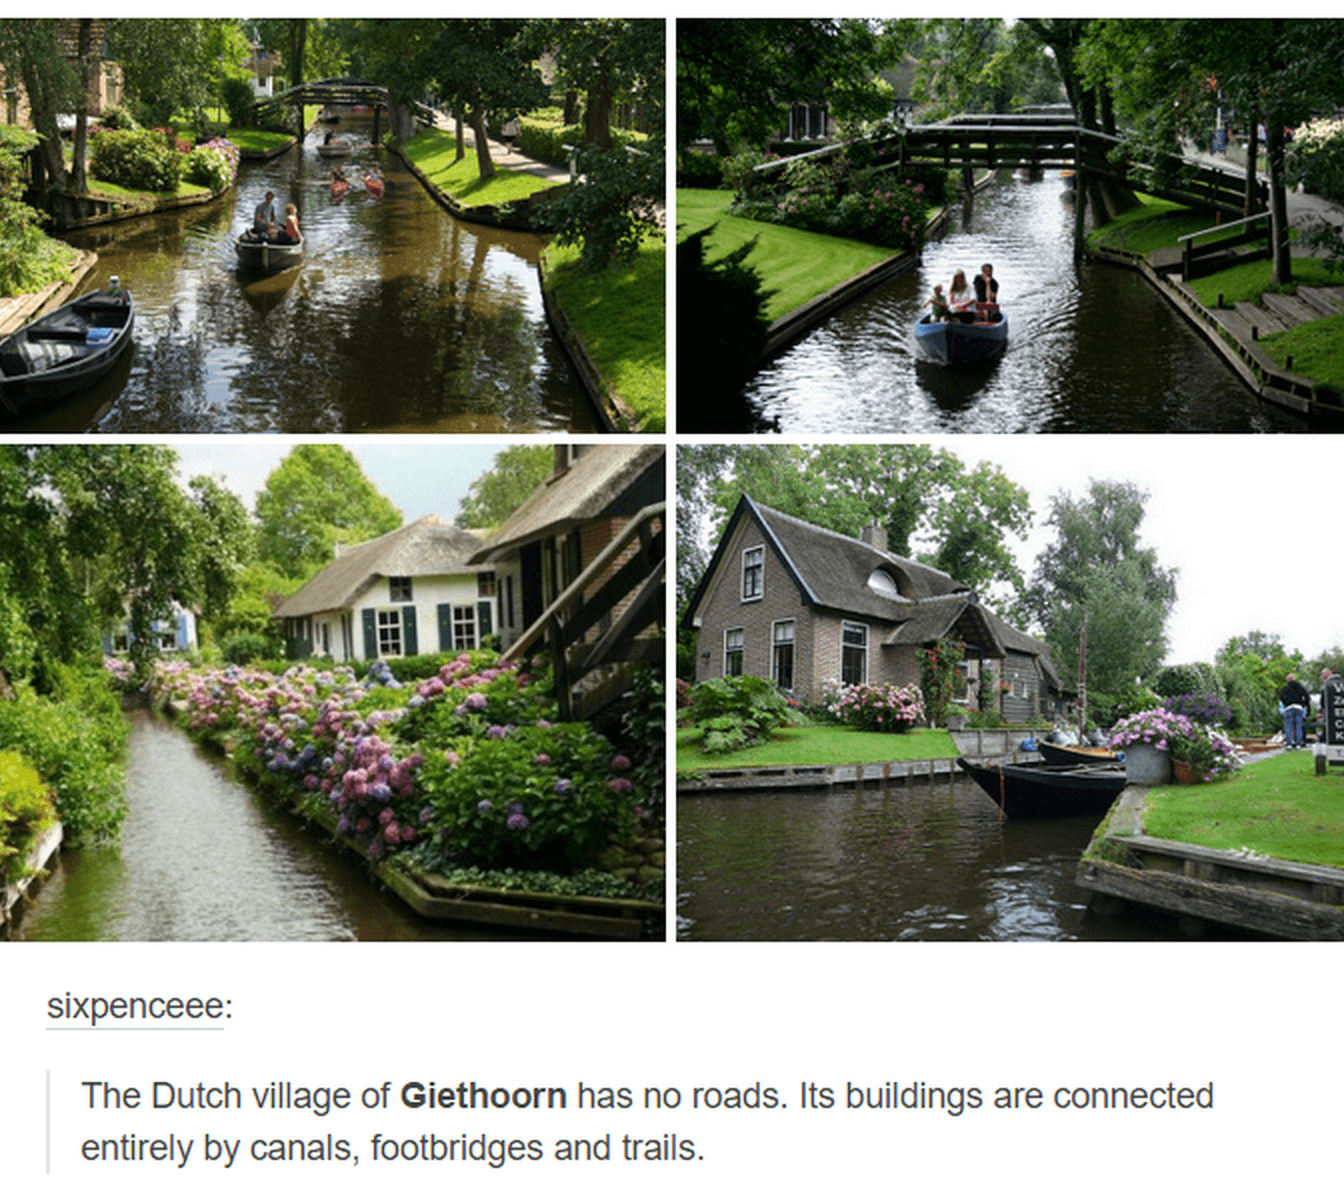 sixpenceee:
The Dutch village of Giethoorn has no roads. Its buildings are connected
entirely by canals, footbridges and trails.